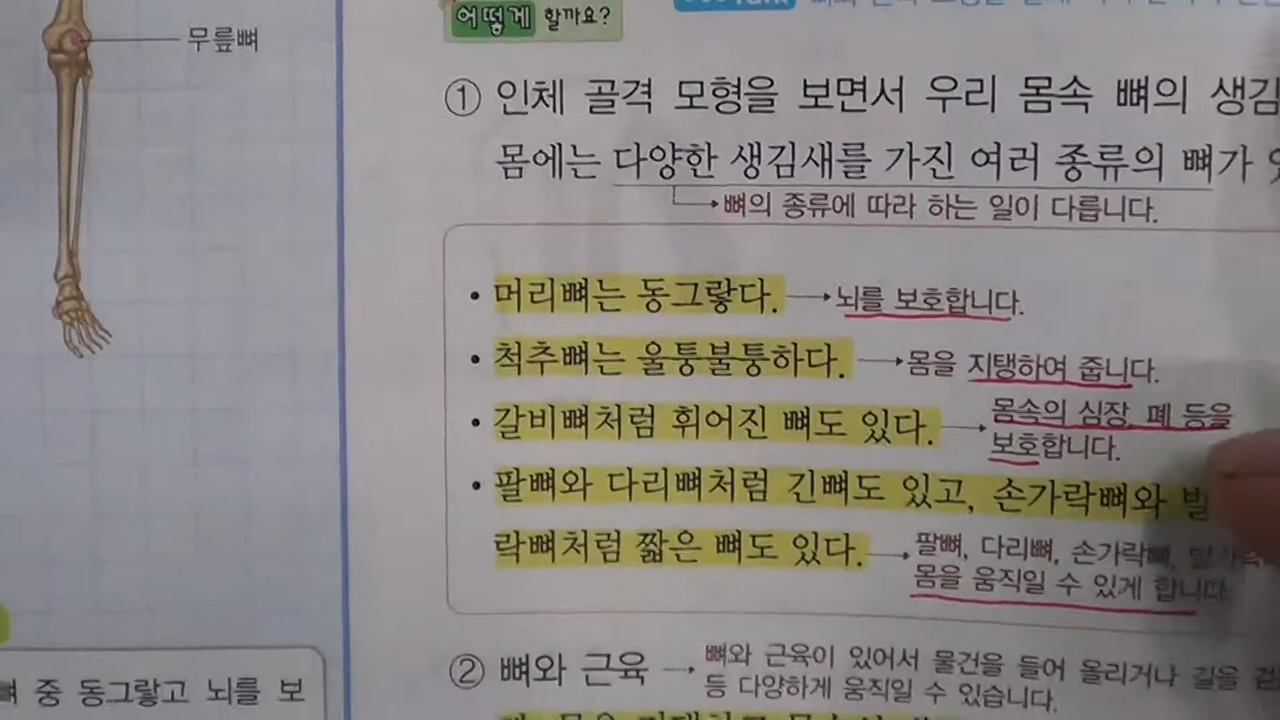 무릎뼈
어떻게 할까요?
① 인체 골격 모형을 보면서 우리 몸속 뼈의
몸에는 다양한 생김새를 가진 여러 종류의 뼈가
뼈의 종류에 따라 하는 일이 다릅니다.
• 머리뼈는 동그랗다. → 뇌를 보호합니다.
• 척추뼈는 울퉁불퉁하다. → 몸을 지탱하여 줍니다.
• 갈비뼈처럼 휘어진 뼈도 있다. → 몸속의 심장, 폐 등을
보호합니다.
• 팔뼈와 다리뼈처럼 긴뼈도 있고, 손가락뼈와
락뼈처럼 짧은 뼈도 있다. → 팔뼈, 다리뼈, 손가락뼈,
몸을 움직일 수 있게 합니다.
② 뼈와 근육 → 뼈와 근육이 있어서 물건을 들어 올리거나 길을
등 다양하게 움직일 수 있습니다.
중 동그랗고 뇌를 보